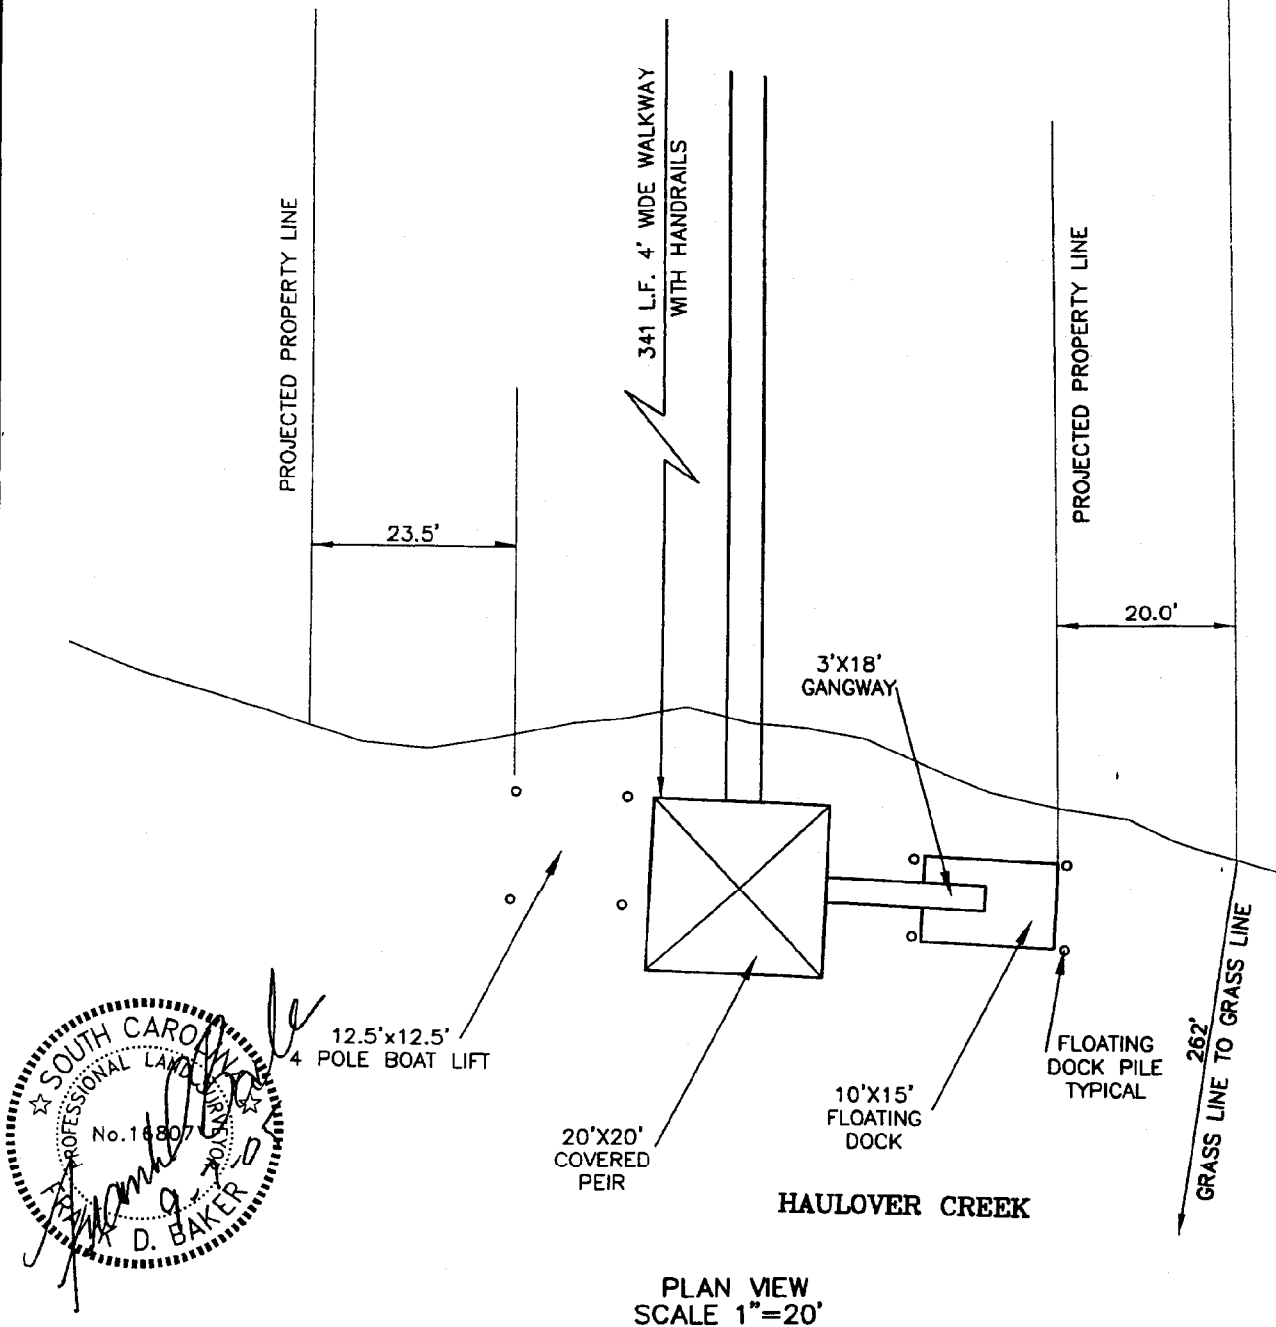 341 L.F. 4' WIDE WALKWAY
WITH HANDRAILS
PROJECTED PROPERTY LINE
PROJECTED PROPERTY LINE
23.5'
20.0'
3'X18'
GANGWAY
12.5'x12.5'
4 POLE BOAT LIFT
20'X20'
COVERED
PEIR
10'X15'
FLOATING
DOCK
FLOATING
DOCK PILE
TYPICAL
262'
GRASS LINE TO GRASS LINE
HAULOVER CREEK
SOUTH CAROLINA
PROFESSIONAL LAND SURVEYOR
No.16807
D. BAKER
PLAN VIEW
SCALE 1"=20'